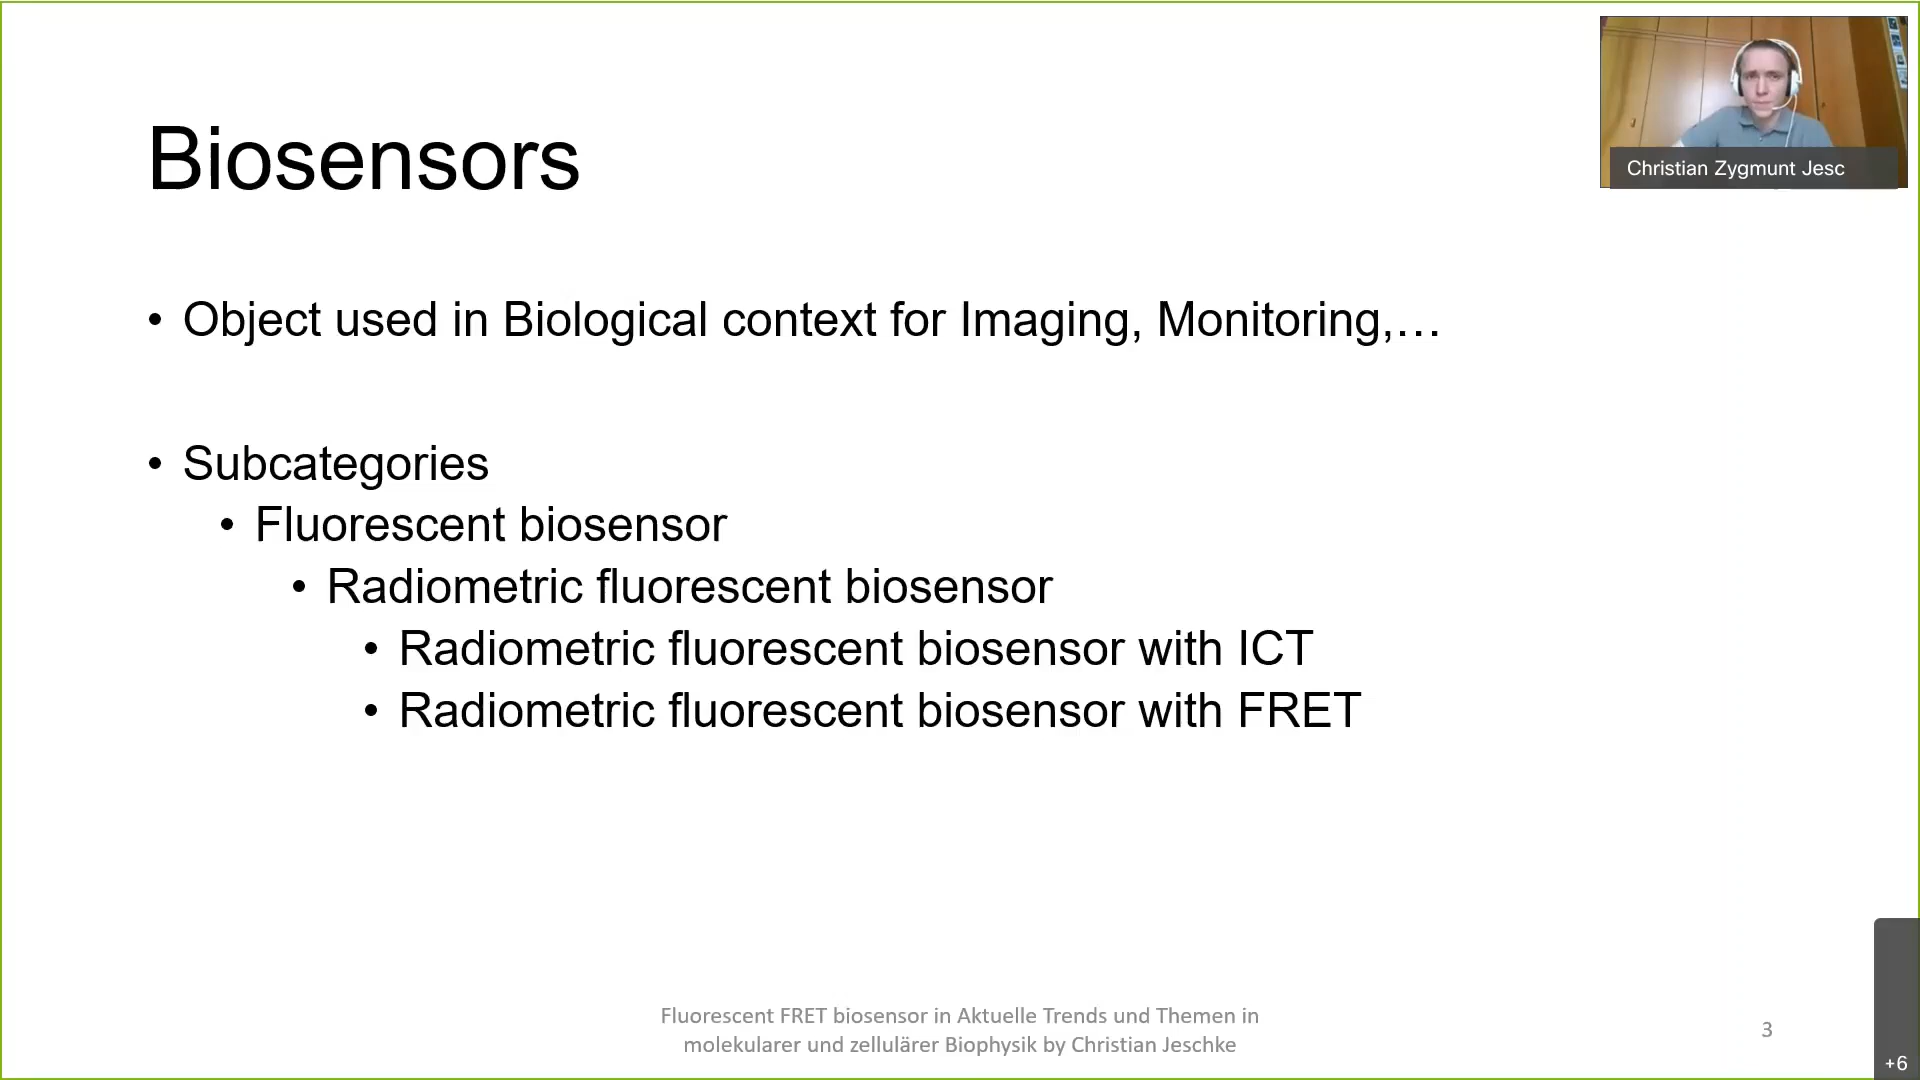 Christian Zygmunt Jesc
Biosensors
• Object used in Biological context for Imaging, Monitoring,…
• Subcategories
• Fluorescent biosensor
• Radiometric fluorescent biosensor
• Radiometric fluorescent biosensor with ICT
• Radiometric fluorescent biosensor with FRET
Fluorescent FRET biosensor in Aktuelle Trends und Themen in
molekularer und zellulärer Biophysik by Christian Jeschke
3
+6